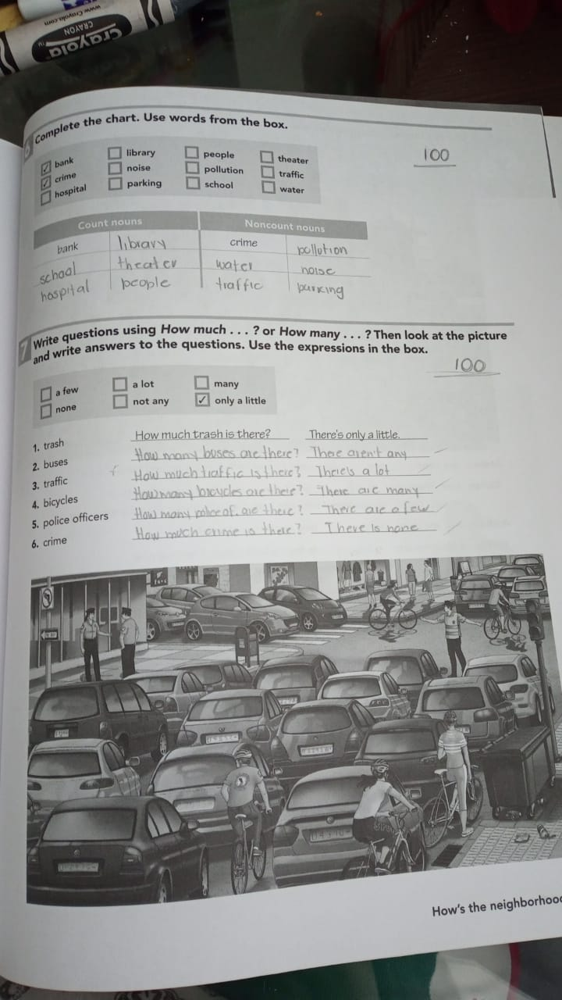 www.Crayola.com
CRAYON
Crayola
6 Complete the chart. Use words from the box.
100
✓ bank library people theater
✓ crime noise pollution traffic
hospital parking school water
Count nouns Noncount nouns
bank library crime pollution
school theater water noise
hospital people traffic parking
7 Write questions using How much . . . ? or How many . . . ? Then look at the picture
and write answers to the questions. Use the expressions in the box.
100
a few a lot many
none not any ✓ only a little
1. trash How much trash is there? There's only a little.
2. buses How many buses are there? There aren't any
3. traffic How much traffic is there? There's a lot
4. bicycles How many bicycles are there? There are many
5. police officers How many police of. are there? There are a few
6. crime How much crime is there? There is none
How's the neighborhood